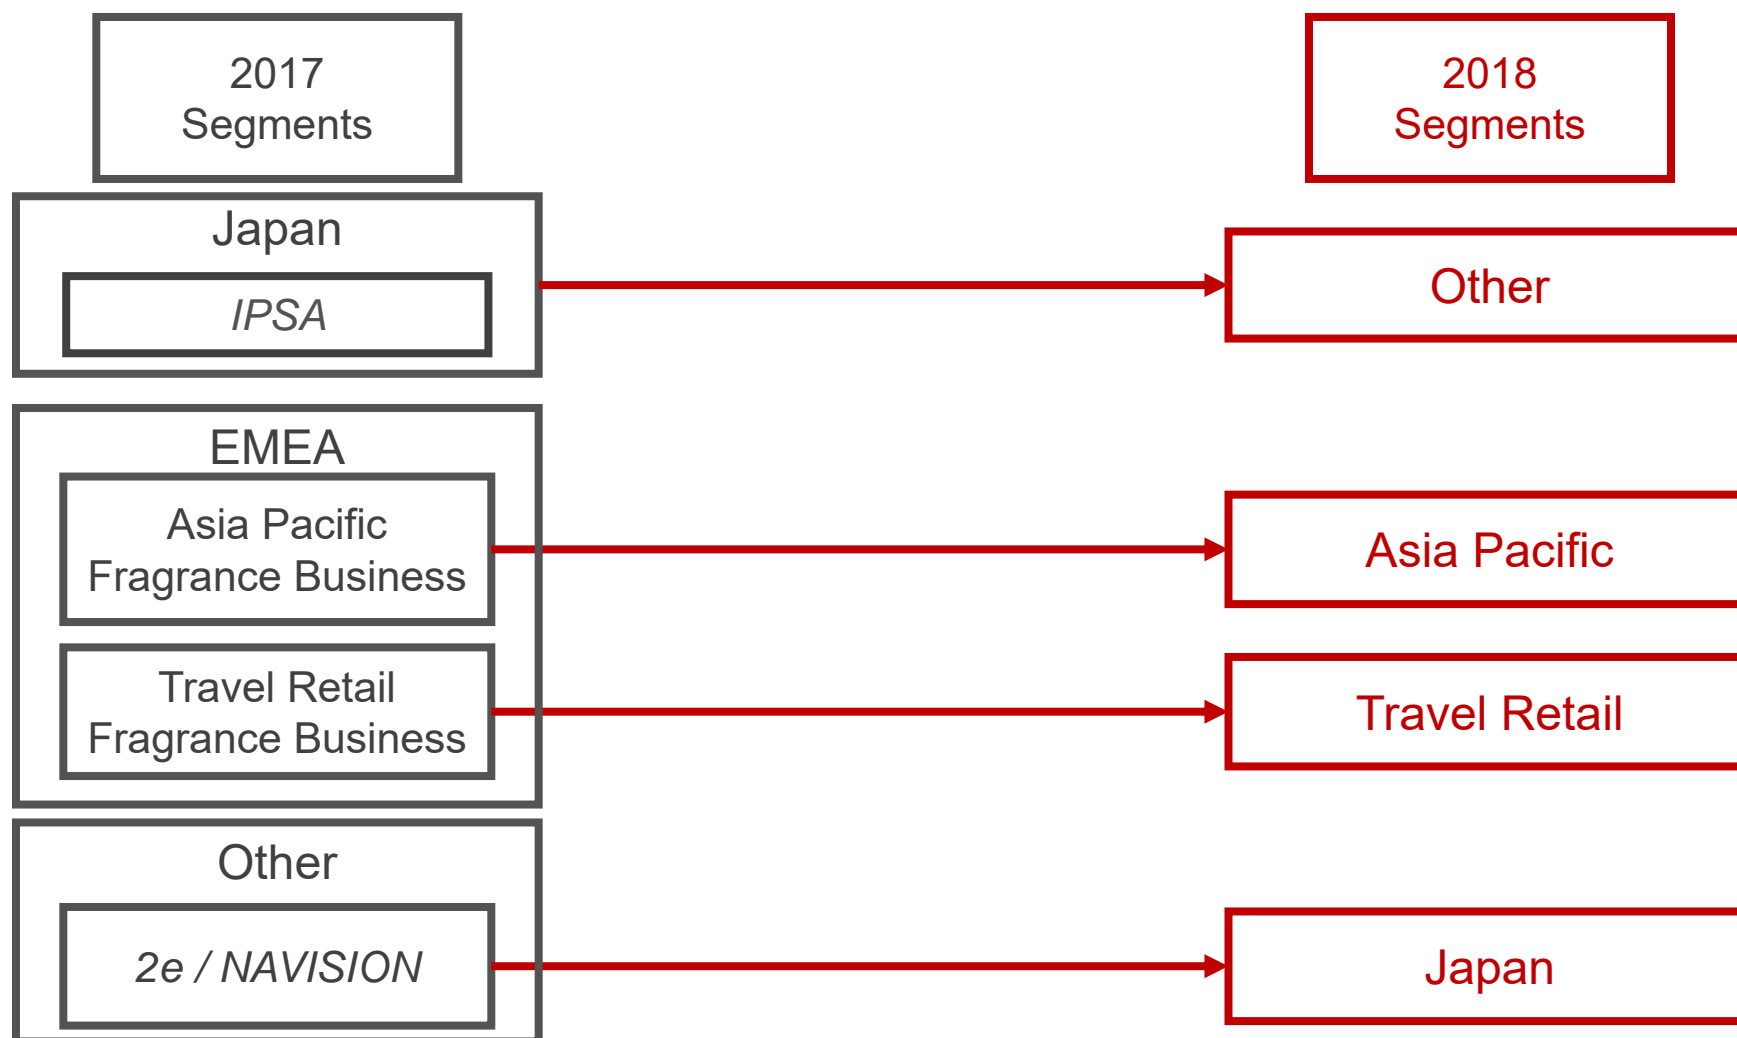 2017
Segments
2018
Segments
Japan
IPSA
Other
EMEA
Asia Pacific
Fragrance Business
Asia Pacific
Travel Retail
Fragrance Business
Travel Retail
Other
2e / NAVISION
Japan